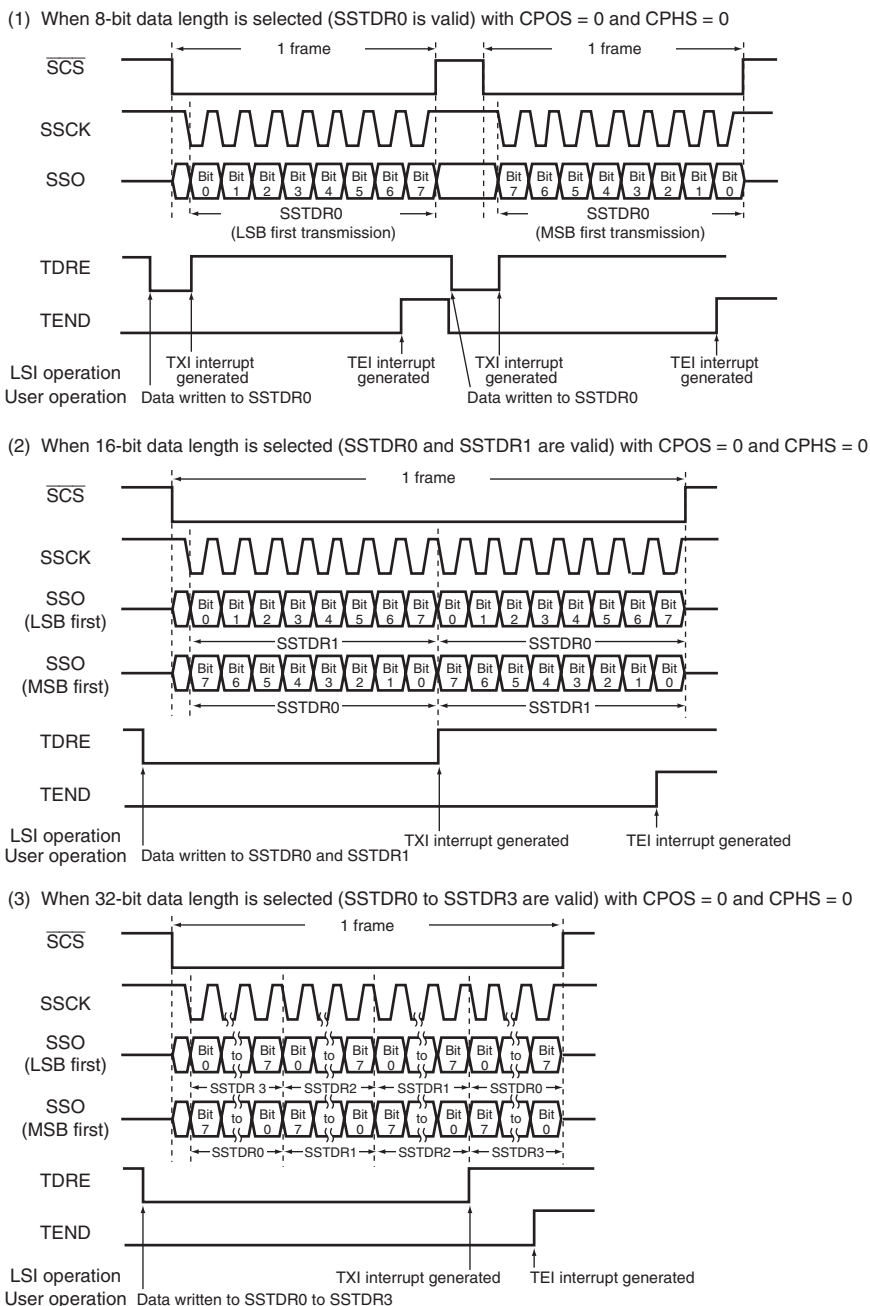 (1) When 8-bit data length is selected (SSTDR0 is valid) with CPOS = 0 and CPHS = 0
1 frame 1 frame
SCS
SSCK
SSO Bit 0 Bit 1 Bit 2 Bit 3 Bit 4 Bit 5 Bit 6 Bit 7 Bit 7 Bit 6 Bit 5 Bit 4 Bit 3 Bit 2 Bit 1 Bit 0
SSTDR0 SSTDR0
(LSB first transmission) (MSB first transmission)
TDRE
TEND
LSI operation TXI interrupt generated TEI interrupt generated TXI interrupt generated TEI interrupt generated
User operation Data written to SSTDR0 Data written to SSTDR0
(2) When 16-bit data length is selected (SSTDR0 and SSTDR1 are valid) with CPOS = 0 and CPHS = 0
1 frame
SCS
SSCK
SSO (LSB first) Bit 0 Bit 1 Bit 2 Bit 3 Bit 4 Bit 5 Bit 6 Bit 7 Bit 0 Bit 1 Bit 2 Bit 3 Bit 4 Bit 5 Bit 6 Bit 7
SSTDR1 SSTDR0
SSO (MSB first) Bit 7 Bit 6 Bit 5 Bit 4 Bit 3 Bit 2 Bit 1 Bit 0 Bit 7 Bit 6 Bit 5 Bit 4 Bit 3 Bit 2 Bit 1 Bit 0
SSTDR0 SSTDR1
TDRE
TEND
LSI operation TXI interrupt generated TEI interrupt generated
User operation Data written to SSTDR0 and SSTDR1
(3) When 32-bit data length is selected (SSTDR0 to SSTDR3 are valid) with CPOS = 0 and CPHS = 0
1 frame
SCS
SSCK
SSO (LSB first) Bit 0 to Bit 7 Bit 0 to Bit 7 Bit 0 to Bit 7 Bit 0 to Bit 7
SSTDR 3 SSTDR2 SSTDR1 SSTDR0
SSO (MSB first) Bit 7 to Bit 0 Bit 7 to Bit 0 Bit 7 to Bit 0 Bit 7 to Bit 0
SSTDR0 SSTDR1 SSTDR2 SSTDR3
TDRE
TEND
LSI operation TXI interrupt generated TEI interrupt generated
User operation Data written to SSTDR0 to SSTDR3